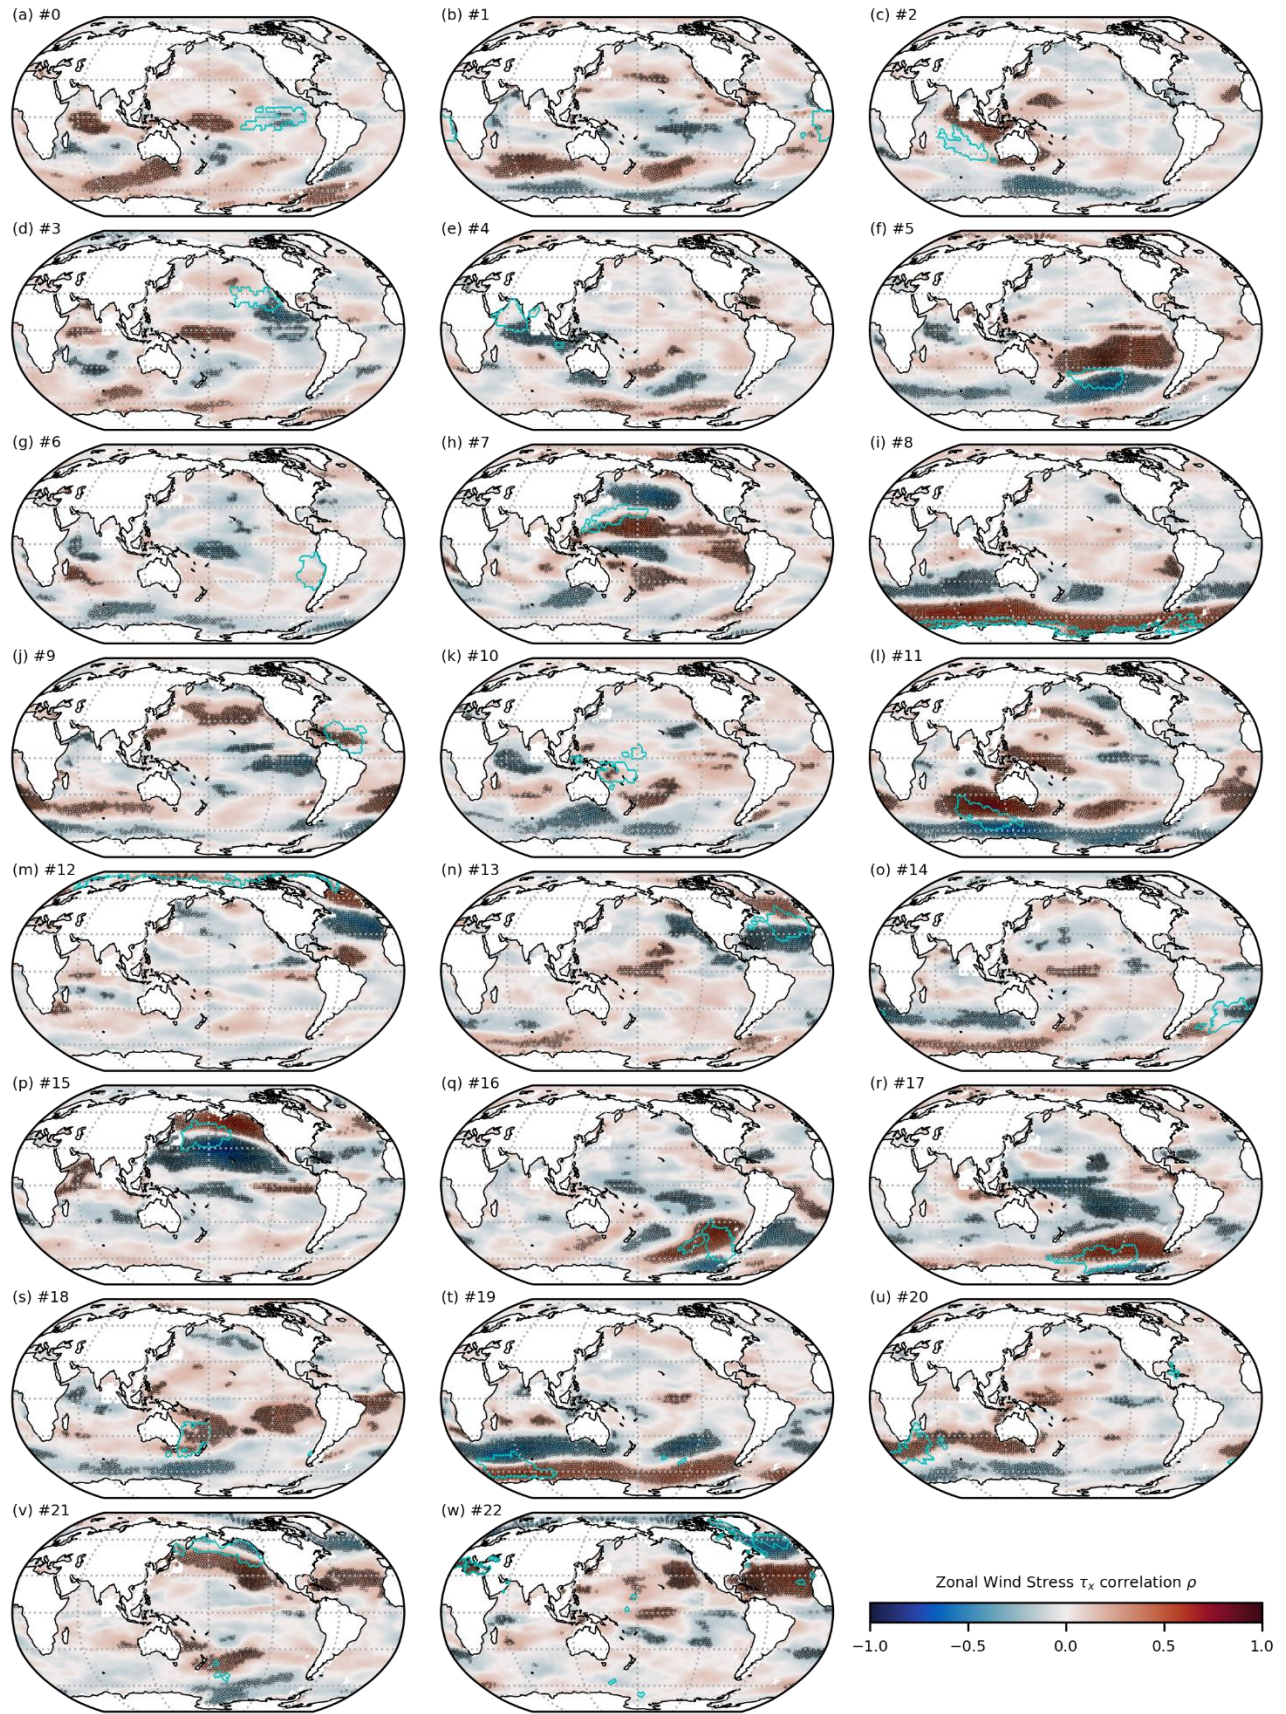 (a) #0
(b) #1
(c) #2
(d) #3
(e) #4
(f) #5
(g) #6
(h) #7
(i) #8
(j) #9
(k) #10
(l) #11
(m) #12
(n) #13
(o) #14
(p) #15
(q) #16
(r) #17
(s) #18
(t) #19
(u) #20
(v) #21
(w) #22
Zonal Wind Stress τx correlation ρ
−1.0 −0.5 0.0 0.5 1.0